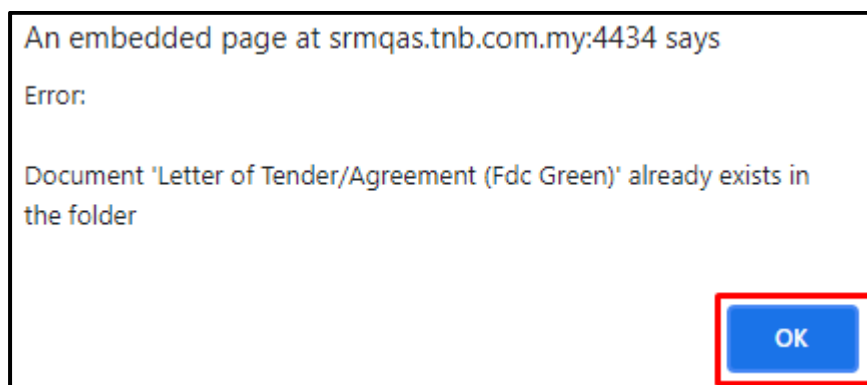 An embedded page at srmqas.tnb.com.my:4434 says
Error:
Document 'Letter of Tender/Agreement (Fdc Green)' already exists in
the folder
OK